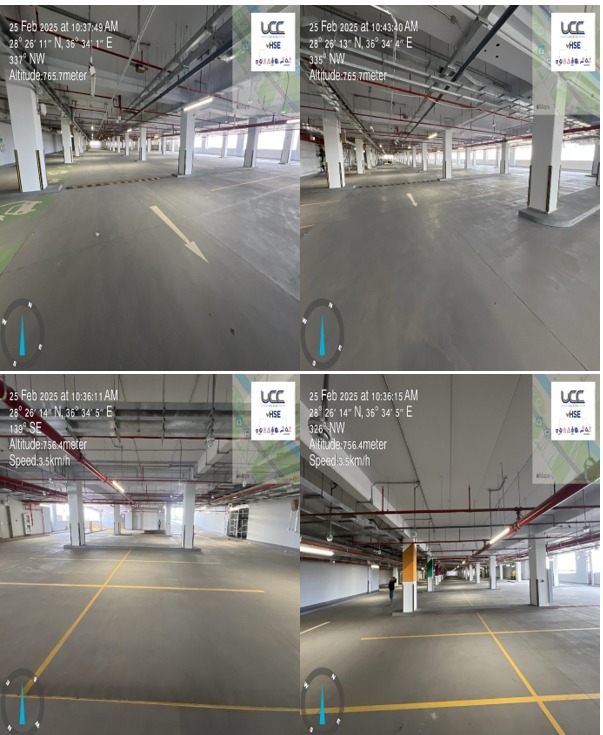 25 Feb 2025 at 10:37:49 AM
28° 26' 11" N, 36° 34' 1" E
337° NW
Altitude:765.7meter
UCC
HSE
25 Feb 2025 at 10:43:40 AM
28° 26' 13" N, 36° 34' 4" E
335° NW
Altitude:765.7meter
UCC
HSE
25 Feb 2025 at 10:36:11 AM
28° 26' 14" N, 36° 34' 5" E
139° SE
Altitude:756.4meter
Speed:3.5km/h
UCC
HSE
25 Feb 2025 at 10:36:15 AM
28° 26' 14" N, 36° 34' 5" E
326° NW
Altitude:756.4meter
Speed:3.5km/h
UCC
HSE